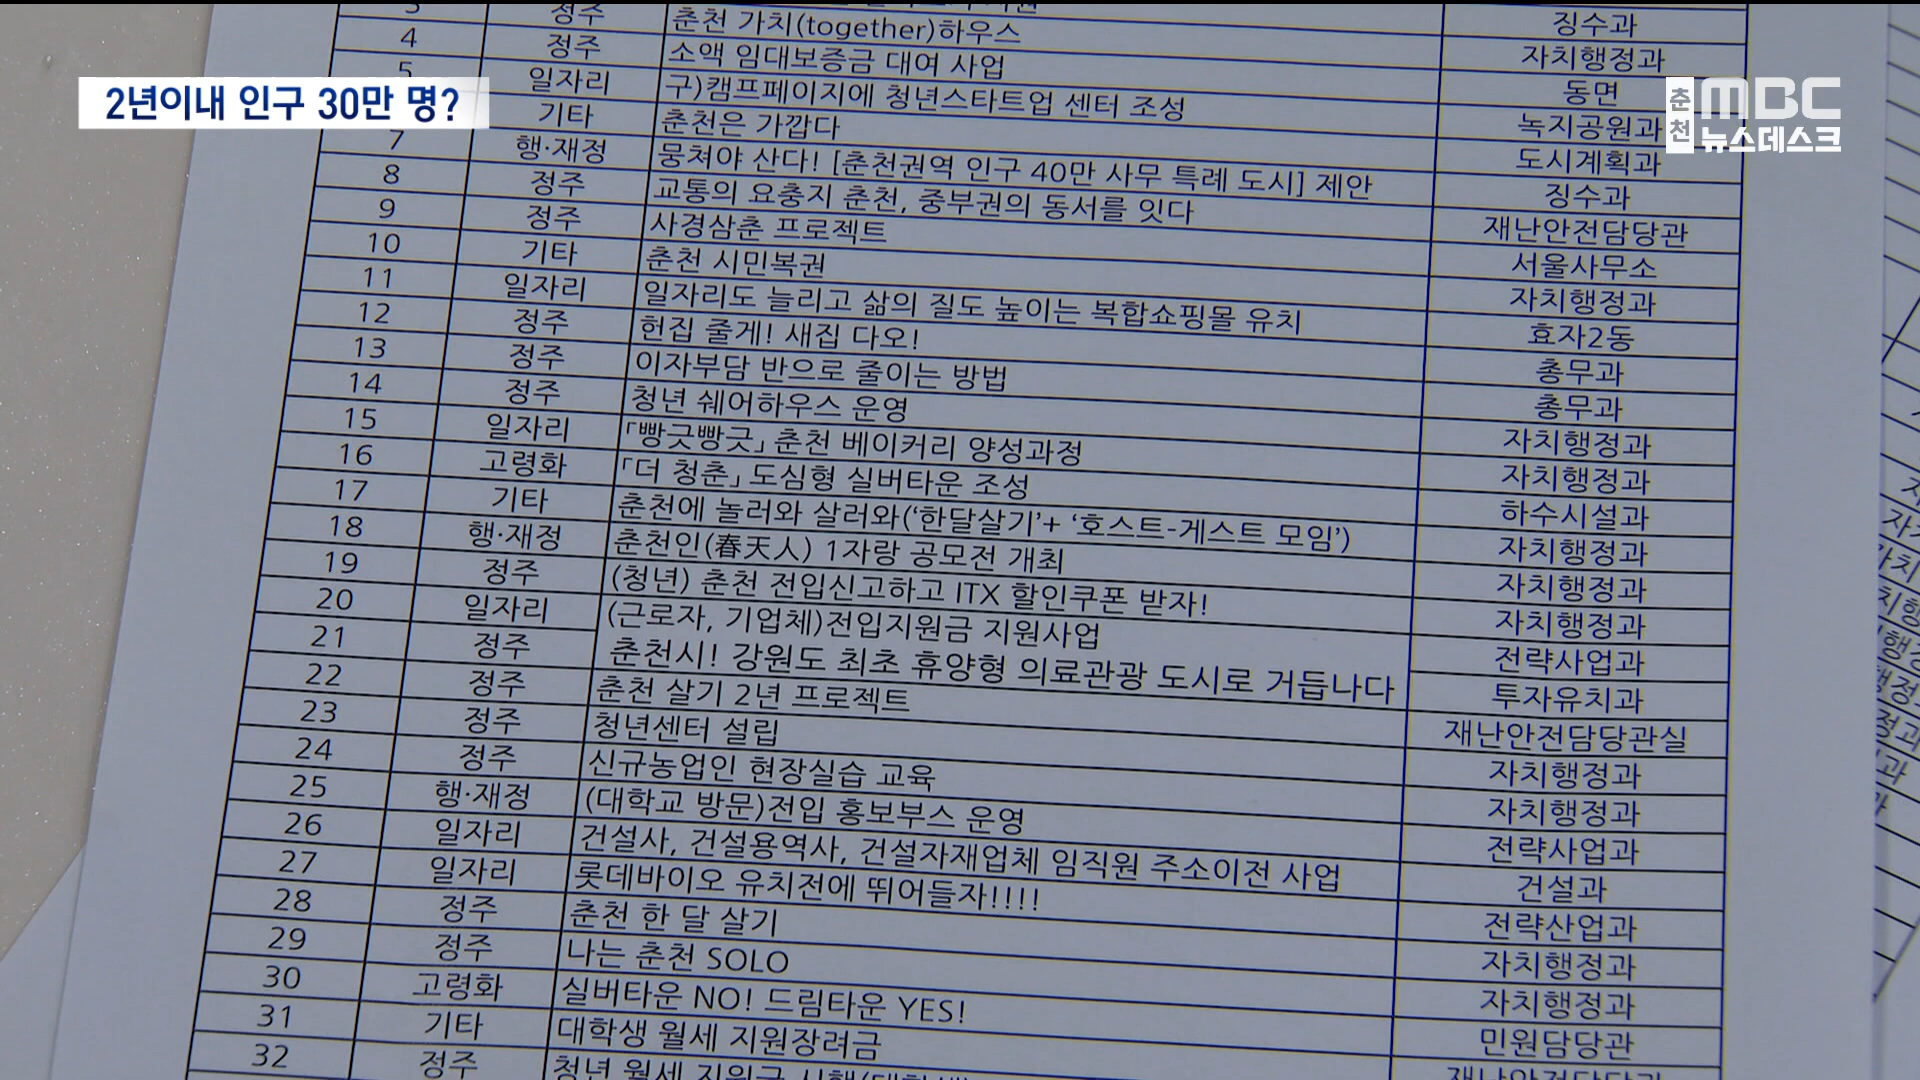 2년이내 인구 30만 명?
춘천 MBC 뉴스데스크
징수과
3 정주 춘천 가치(together)하우스 자치행정과
4 정주 소액 임대보증금 대여 사업 동면
5 일자리 구)캠프페이지에 청년스타트업 센터 조성 녹지공원과
기타 춘천은 가깝다 도시계획과
7 행·재정 뭉쳐야 산다! [춘천권역 인구 40만 사무 특례 도시] 제안 징수과
8 정주 교통의 요충지 춘천, 중부권의 동서를 잇다 재난안전담당관
9 정주 사경삼춘 프로젝트 서울사무소
10 기타 춘천 시민복권 자치행정과
11 일자리 일자리도 늘리고 삶의 질도 높이는 복합쇼핑몰 유치 효자2동
12 정주 헌집 줄게! 새집 다오! 총무과
13 정주 이자부담 반으로 줄이는 방법 총무과
14 정주 청년 쉐어하우스 운영 자치행정과
15 일자리 「빵긋빵긋」 춘천 베이커리 양성과정 자치행정과
16 고령화 「더 청춘」 도심형 실버타운 조성 하수시설과
17 기타 춘천에 놀러와 살러와(‘한달살기’+ ‘호스트-게스트 모임’) 자치행정과
18 행·재정 춘천인(春天人) 1자랑 공모전 개최 자치행정과
19 정주 (청년) 춘천 전입신고하고 ITX 할인쿠폰 받자! 자치행정과
20 일자리 (근로자, 기업체)전입지원금 지원사업 전략사업과
21 정주 춘천시! 강원도 최초 휴양형 의료관광 도시로 거듭나다 투자유치과
22 정주 춘천 살기 2년 프로젝트 재난안전담당관실
23 정주 청년센터 설립 자치행정과
24 정주 신규농업인 현장실습 교육 자치행정과
25 행·재정 (대학교 방문)전입 홍보부스 운영 전략사업과
26 일자리 건설사, 건설용역사, 건설자재업체 임직원 주소이전 사업 건설과
27 일자리 롯데바이오 유치전에 뛰어들자!!!! 전략산업과
28 정주 춘천 한 달 살기 자치행정과
29 정주 나는 춘천 SOLO 자치행정과
30 고령화 실버타운 NO! 드림타운 YES! 민원담당관
31 기타 대학생 월세 지원장려금
32 정주 청년 월세